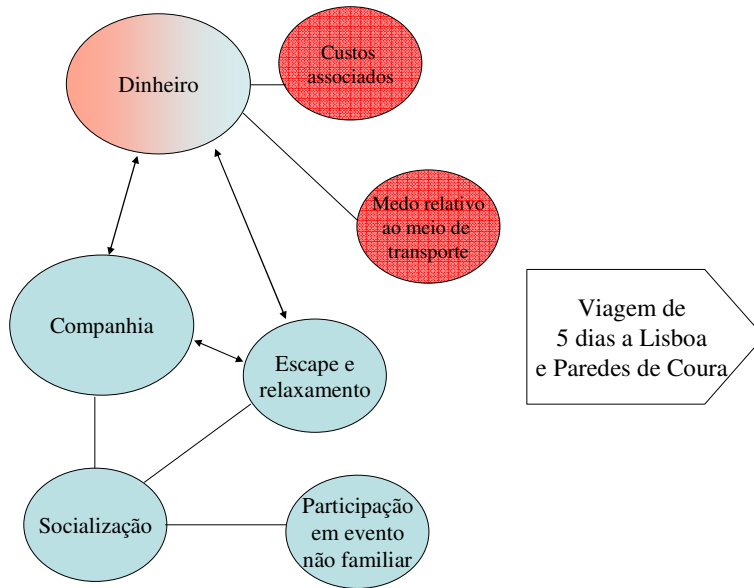 Dinheiro
Custos
associados
Medo relativo
ao meio de
transporte
Companhia
Escape e
relaxamento
Viagem de
5 dias a Lisboa
e Paredes de Coura
Socialização
Participação
em evento
não familiar